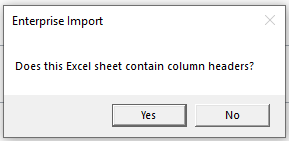 Enterprise Import
Does this Excel sheet contain column headers?
Yes
No